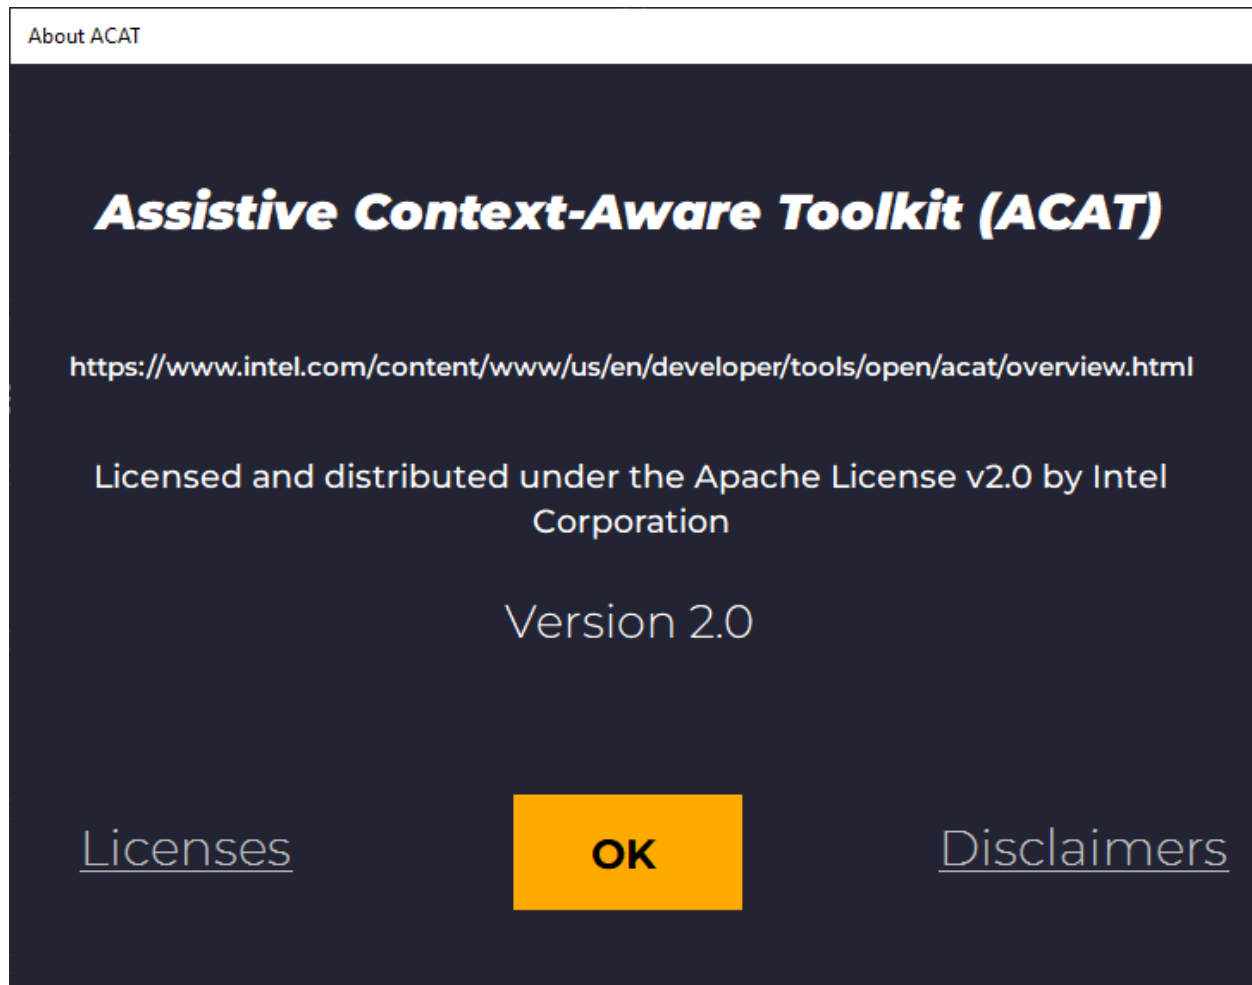 About ACAT
Assistive Context-Aware Toolkit (ACAT)
https://www.intel.com/content/www/us/en/developer/tools/open/acat/overview.html
Licensed and distributed under the Apache License v2.0 by Intel
Corporation
Version 2.0
Licenses
OK
Disclaimers